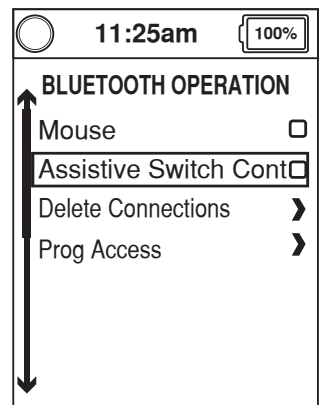 11:25am 100%
BLUETOOTH OPERATION
Mouse
Assistive Switch Cont
Delete Connections
Prog Access